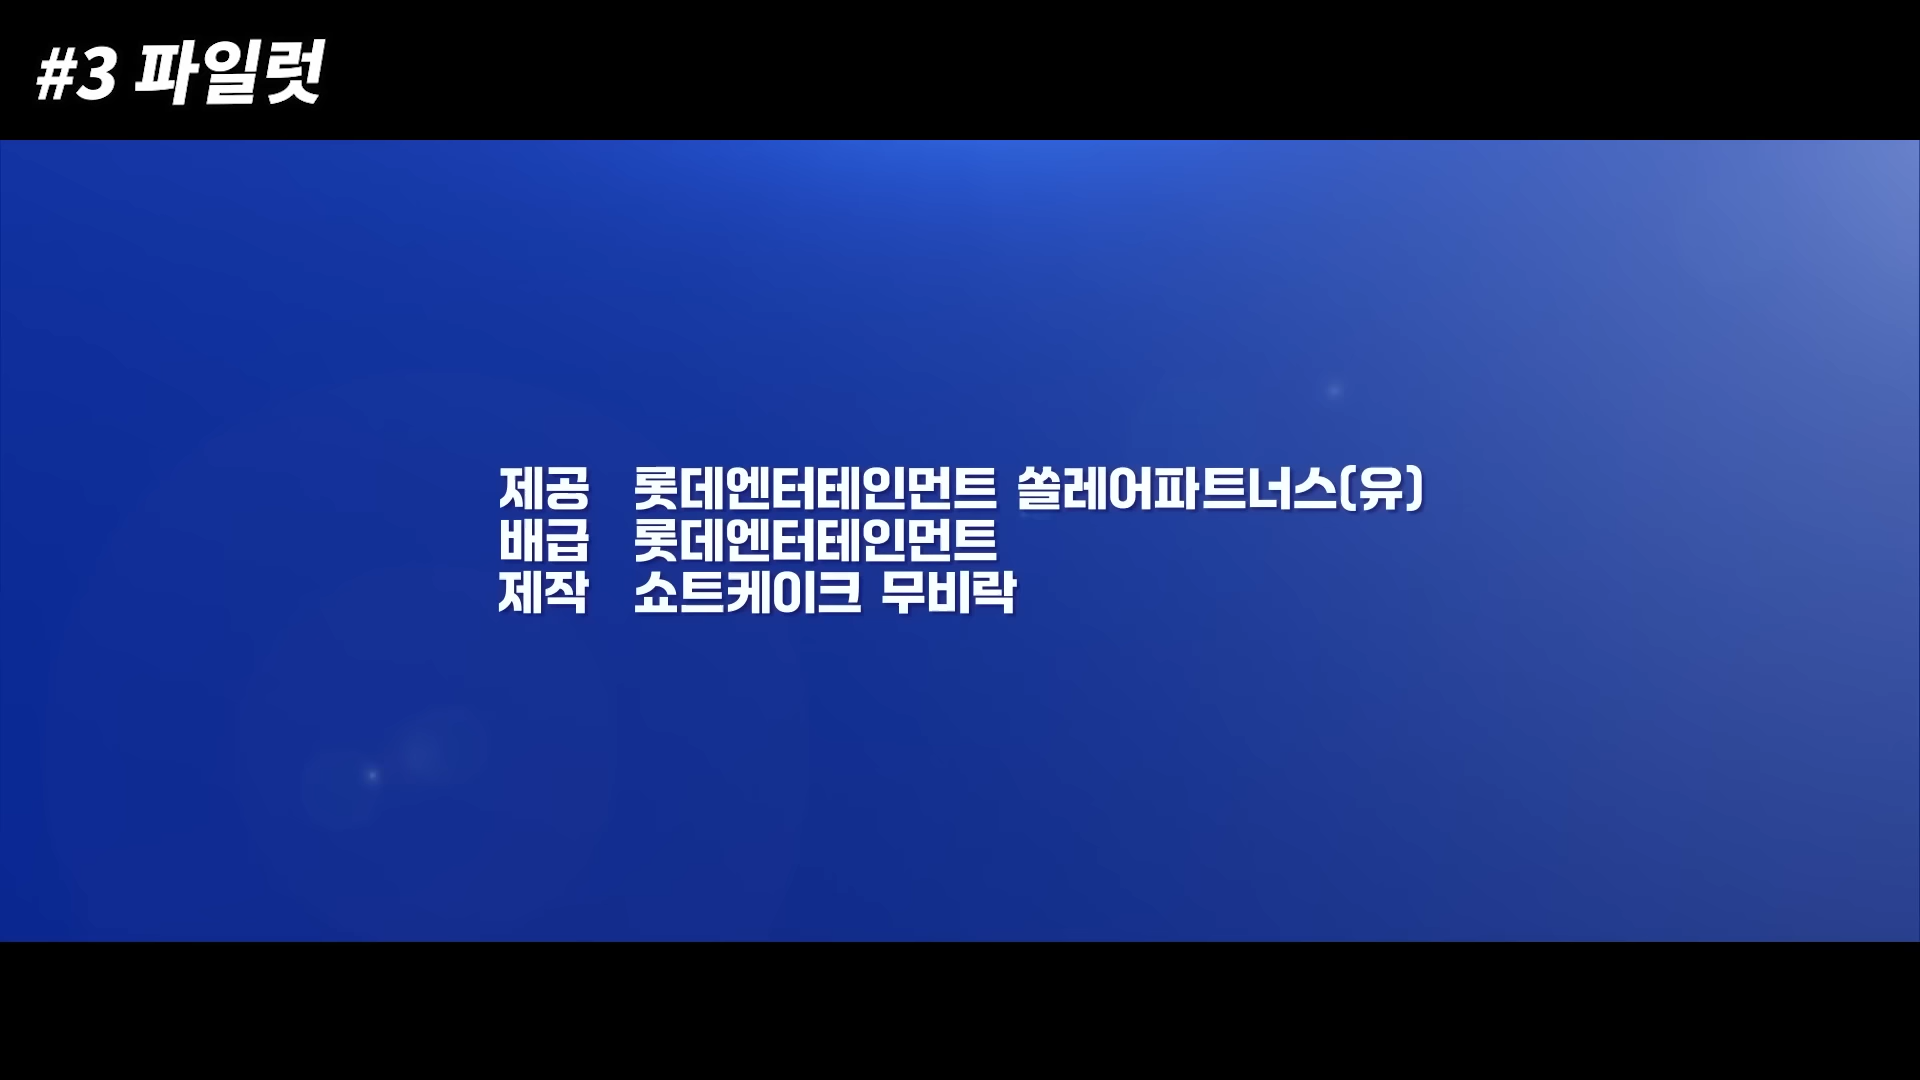 #3 파일럿
제공 롯데엔터테인먼트 쏠레어파트너스(유)
배급 롯데엔터테인먼트
제작 쇼트케이크 무비락